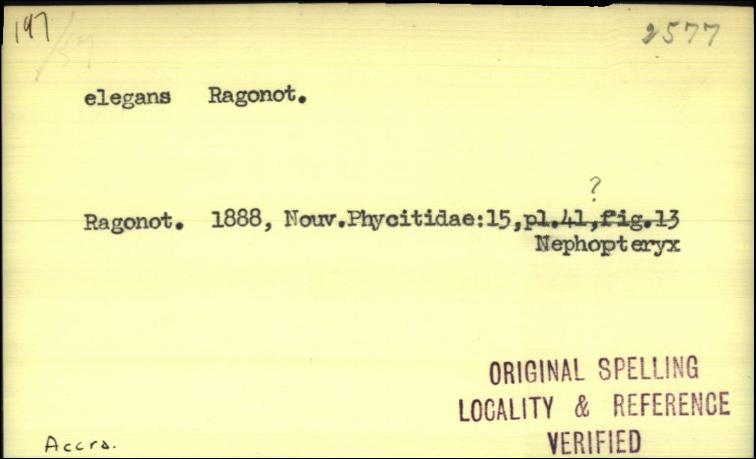 197
2577
elegans Ragonot.
?
Ragonot. 1888, Nouv.Phycitidae:15,pl.41,fig.13
Nephopteryx
ORIGINAL SPELLING
LOCALITY & REFERENCE
VERIFIED
Accra.